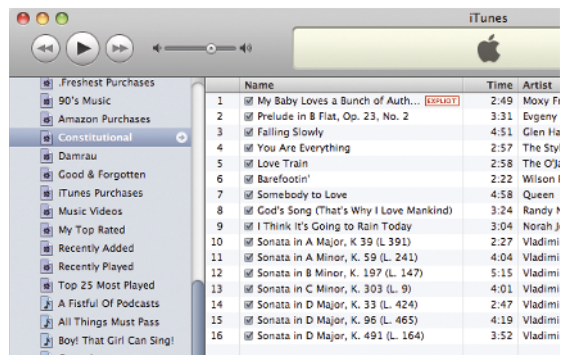 iTunes
.Freshest Purchases
90's Music
Amazon Purchases
Constitutional
Damrau
Good & Forgotten
iTunes Purchases
Music Videos
My Top Rated
Recently Added
Recently Played
Top 25 Most Played
A Fistful Of Podcasts
All Things Must Pass
Boy! That Girl Can Sing!
Name Time Artist
1 My Baby Loves a Bunch of Auth... EXPLICIT 2:49 Moxy Fr
2 Prelude in B Flat, Op. 23, No. 2 3:31 Evgeny
3 Falling Slowly 4:51 Glen Ha
4 You Are Everything 2:57 The Styl
5 Love Train 2:58 The O'Ja
6 Barefootin' 2:22 Wilson P
7 Somebody to Love 4:58 Queen
8 God's Song (That's Why I Love Mankind) 3:24 Randy N
9 I Think It's Going to Rain Today 3:04 Norah J
10 Sonata in A Major, K 39 (L 391) 2:27 Vladimi
11 Sonata in A Minor, K. 59 (L. 241) 4:04 Vladimi
12 Sonata in B Minor, K. 197 (L. 147) 5:15 Vladimi
13 Sonata in C Minor, K. 303 (L. 9) 4:01 Vladimi
14 Sonata in D Major, K. 33 (L. 424) 2:47 Vladimi
15 Sonata in D Major, K. 96 (L. 465) 4:19 Vladimi
16 Sonata in D Major, K. 491 (L. 164) 3:52 Vladimi